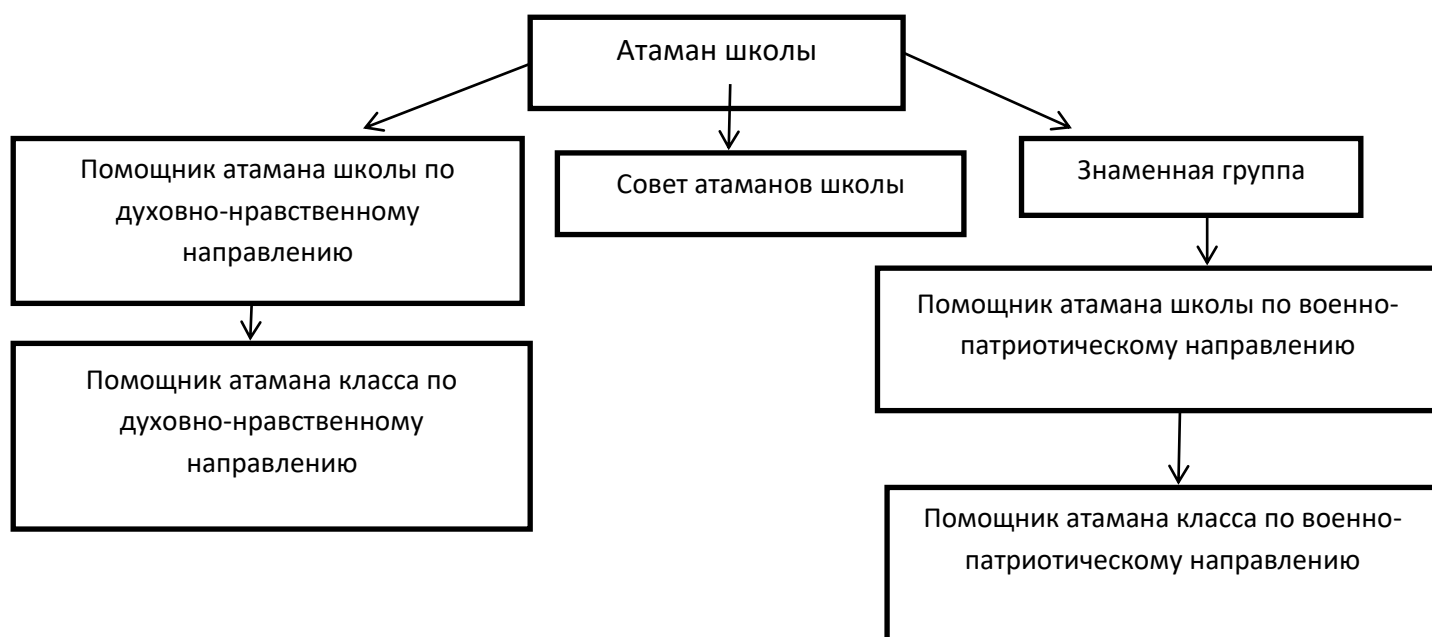 Атаман школы
Помощник атамана школы по
духовно-нравственному
направлению
Совет атаманов школы
Знаменная группа
Помощник атамана школы по военно-
патриотическому направлению
Помощник атамана класса по
духовно-нравственному
направлению
Помощник атамана класса по военно-
патриотическому направлению